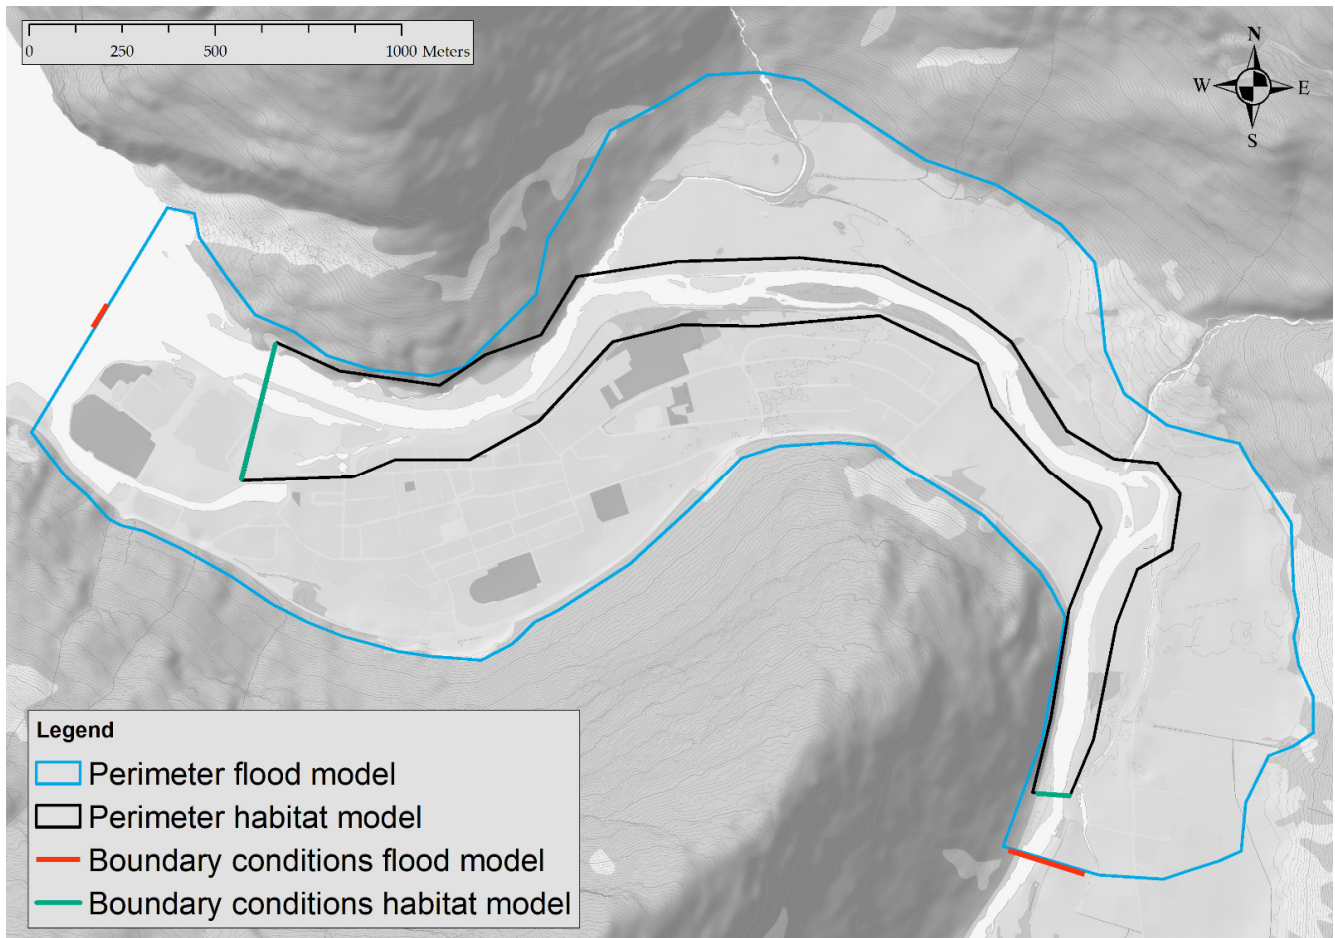 0 250 500 1000 Meters
N
W E
S
Legend
Perimeter flood model
Perimeter habitat model
Boundary conditions flood model
Boundary conditions habitat model